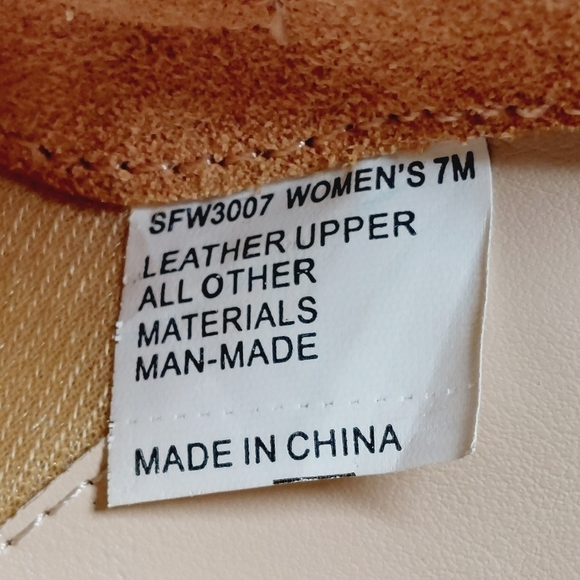 SFW3007 WOMEN'S 7M
LEATHER UPPER
ALL OTHER
MATERIALS
MAN-MADE
MADE IN CHINA